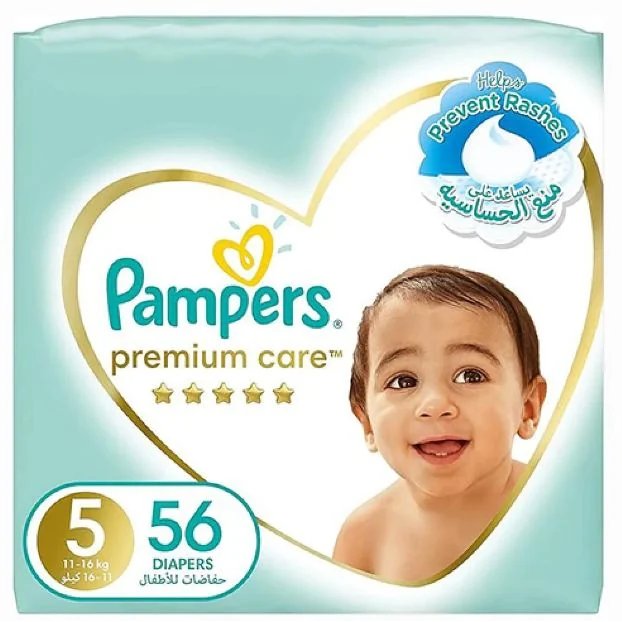 Helps
Prevent Rashes
يساعد على
منع الحساسية
Pampers®
premium care™
5
11-16 kg
11-16 كيلو
56
DIAPERS
حفاضات للأطفال